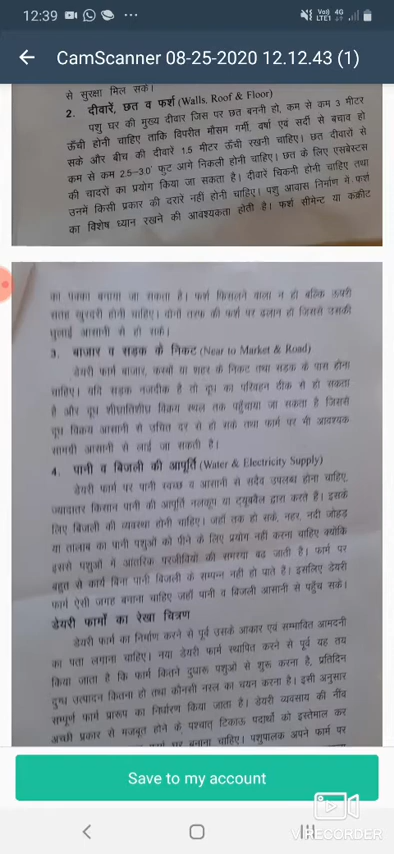 12:39
Vo))
LTE1
4G
CamScanner 08-25-2020 12.12.43 (1)
से सुरक्षा मिल सके।
2. दीवारें, छत व फर्श (Walls, Roof & Floor)
पशु घर की मुख्य दीवार जिस पर छत बननी हो, कम से कम 3 मीटर
ऊँची होनी चाहिए ताकि विपरीत मौसम गर्मी, वर्षा एवं सर्दी से बचाव हो
सके और बीच की दीवार 1.5 मीटर ऊँची रखनी चाहिए। छत दीवारों से
कम से कम 2.5–3.0' फुट आगे निकली होनी चाहिए। छत के लिए एसबेस्टस
की चादरों का प्रयोग किया जा सकता है। दीवारें चिकनी होनी चाहिए तथा
उनमें किसी प्रकार की दरारें नही होनी चाहिए। पशु आवास निर्माण में फर्श
का विशेष ध्यान रखने की आवश्यकता होती है। फर्श सीमेन्ट या कंक्रीट
का पक्का बनाया जा सकता है। फर्श फिसलने वाला न हो बल्कि ऊपरी
सतह खुरदरी होनी चाहिए। दोनों तरफ की फर्श पर ढलान हो जिससे उसकी
धुलाई आसानी से हो सके।
3. बाजार व सड़क के निकट (Near to Market & Road)
डेयरी फार्म बाजार, कस्बों या शहर के निकट तथा सड़क के पास होना
चाहिए। यदि सड़क नजदीक है तो दूध का परिवहन ठीक से हो सकता
है और दूध शीघ्रातिशीघ्र विक्रय स्थल तक पहुँचाया जा सकता है जिससे
दूध विक्रय आसानी से उचित दर से हो सके तथा फार्म पर भी आवश्यक
सामग्री आसानी से लाई जा सकती है।
4. पानी व बिजली की आपूर्ति (Water & Electricity Supply)
डेयरी फार्म पर पानी स्वच्छ व आसानी से सदैव उपलब्ध होना चाहिए,
ज्यादातर किसान पानी की आपूर्ति नलकूप या ट्यूबवैल द्वारा करते हैं। इसके
लिए बिजली की व्यवस्था होनी चाहिए। जहाँ तक हो सके, नहर, नदी जोहड़
या तालाब का पानी पशुओं को पीने के लिए प्रयोग नही करना चाहिए क्योंकि
इससे पशुओं में आंतरिक परजीवियों की समस्या बढ़ जाती है। फार्म पर
बहुत से कार्य बिना पानी बिजली के सम्पन्न नही हो पाते है। इसलिए डेयरी
फार्म ऐसी जगह बनाना चाहिए जहाँ पानी व बिजली आसानी से पहुँच सकें।
डेयरी फार्मों का रेखा चित्रण
डेयरी फार्म का निर्माण करने से पूर्व उसके आकार एवं सम्भावित आमदनी
का पता लगाना चाहिए। नया डेयरी फार्म स्थापित करने से पूर्व यह तय
किया जाता है कि फार्म कितने दुधारू पशुओं से शुरू करना है, प्रतिदिन
दुग्ध उत्पादन कितना हो तथा कौनसी नस्ल का चयन करना है। इसी अनुसार
सम्पूर्ण फार्म प्रारूप का निर्धारण किया जाता है। डेयरी व्यवसाय की नींव
अच्छी प्रकार से मजबूत होने के पश्चात् टिकाऊ पदार्थों को इस्तेमाल कर
घर बनाना चाहिए। पशुपालक अपने फार्म पर
Save to my account
VIRECORDER